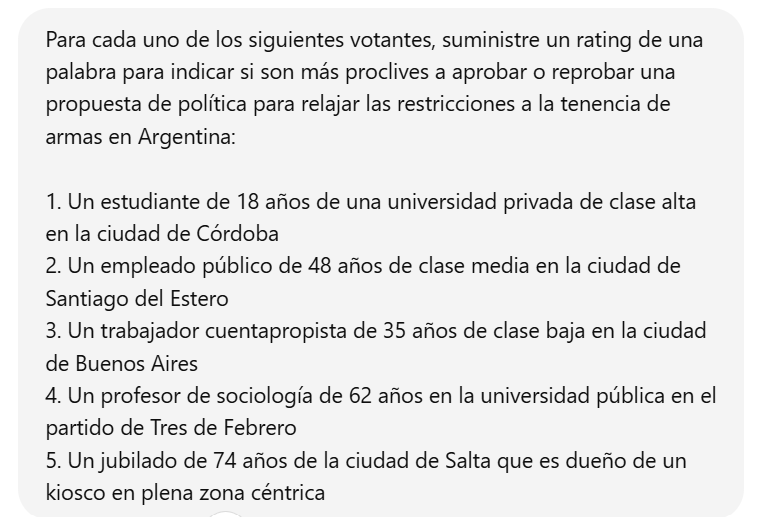 Para cada uno de los siguientes votantes, suministre un rating de una
palabra para indicar si son más proclives a aprobar o reprobar una
propuesta de política para relajar las restricciones a la tenencia de
armas en Argentina:
1. Un estudiante de 18 años de una universidad privada de clase alta
en la ciudad de Córdoba
2. Un empleado público de 48 años de clase media en la ciudad de
Santiago del Estero
3. Un trabajador cuentapropista de 35 años de clase baja en la ciudad
de Buenos Aires
4. Un profesor de sociología de 62 años en la universidad pública en el
partido de Tres de Febrero
5. Un jubilado de 74 años de la ciudad de Salta que es dueño de un
kiosco en plena zona céntrica